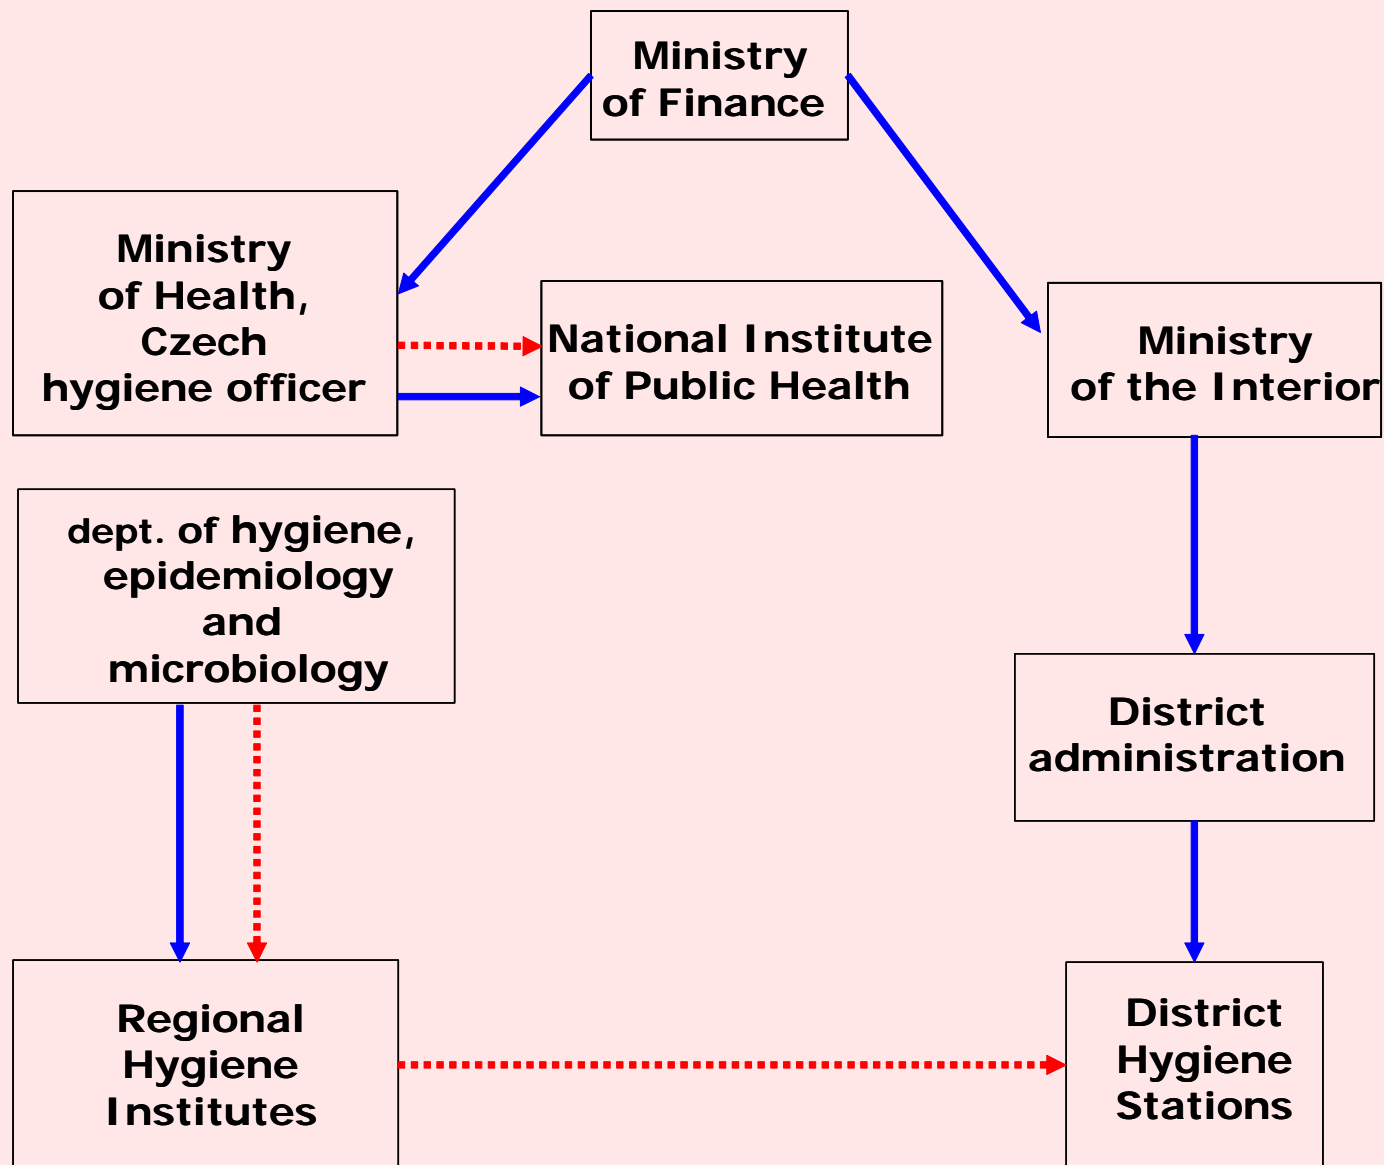 Ministry
of Finance
Ministry
of Health,
Czech
hygiene officer
National Institute
of Public Health
Ministry
of the Interior
dept. of hygiene,
epidemiology
and
microbiology
District
administration
Regional
Hygiene
Institutes
District
Hygiene
Stations